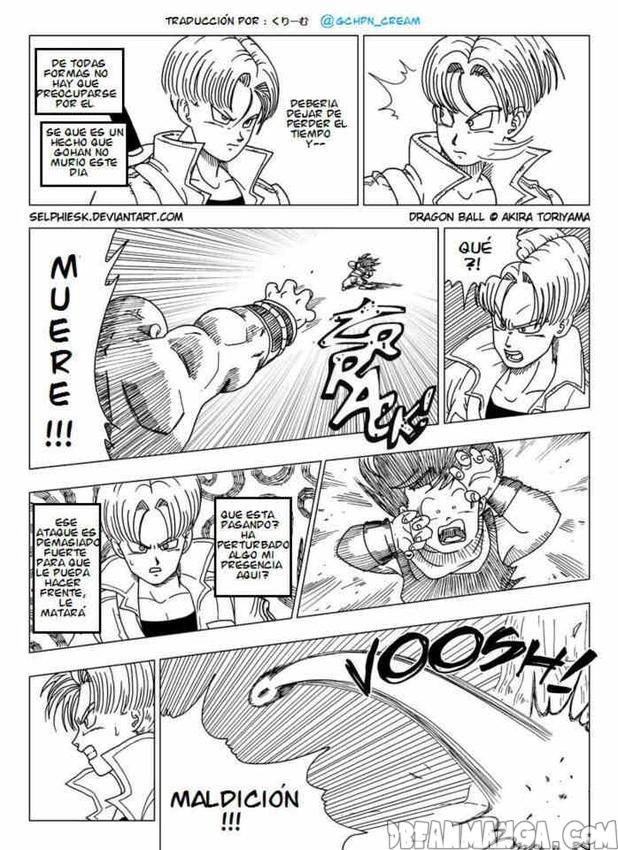 TRADUCCIÓN POR : くりーむ @GCHPN_CREAM
DE TODAS
FORMAS NO
HAY QUE
PREOCUPARSE
POR EL
SE QUE ES UN
HECHO QUE
GOHAN NO
MURIO ESTE
DIA
DEBERIA
DEJAR DE
PERDER EL
TIEMPO
Y--
SELPHIESK.DEVIANTART.COM
DRAGON BALL © AKIRA TORIYAMA
MUERE!!!
KRRACK!
QUÉ
?!
ESE
ATAQUE ES
DEMASIADO
FUERTE
PARA QUE
LE PUEDA
HACER
FRENTE,
LE
MATARÁ
QUE ESTA
PASANDO?
HA
PERTURBADO
ALGO MI
PRESENCIA
AQUI?
VOOSH!
MALDICIÓN
!!!
DBFANMANGA.COM